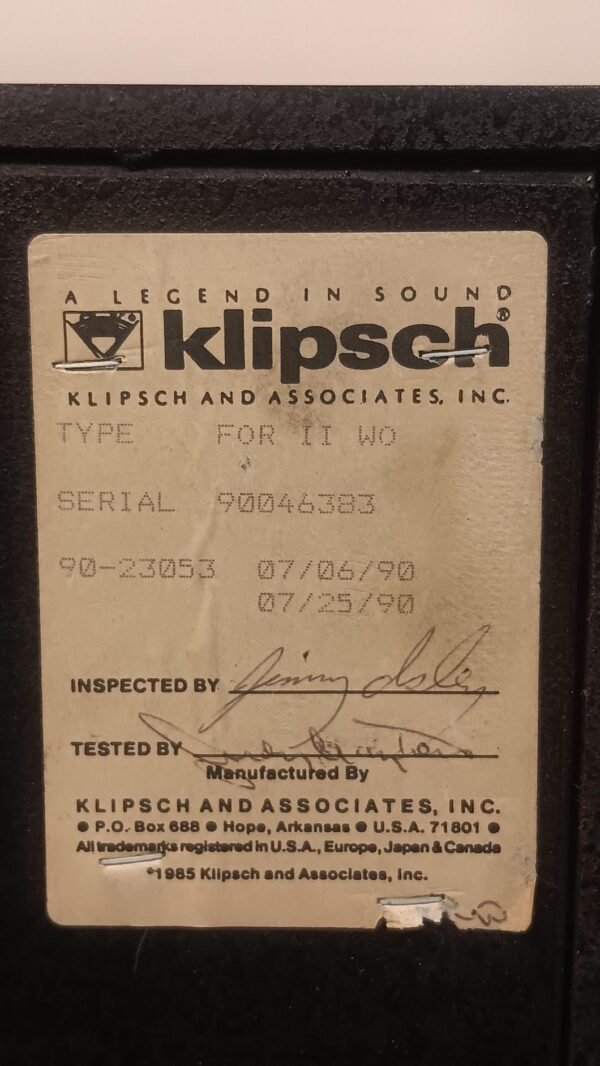 A LEGEND IN SOUND
klipsch®
KLIPSCH AND ASSOCIATES, INC.
TYPE FOR II WO
SERIAL 90046383
90-23053 07/06/90
07/25/90
INSPECTED BY Jimmy
TESTED BY
Manufactured By
KLIPSCH AND ASSOCIATES, INC.
● P.O. Box 688 ● Hope, Arkansas ● U.S.A. 71801 ●
All trademarks registered in U.S.A., Europe, Japan & Canada
©1985 Klipsch and Associates, Inc.